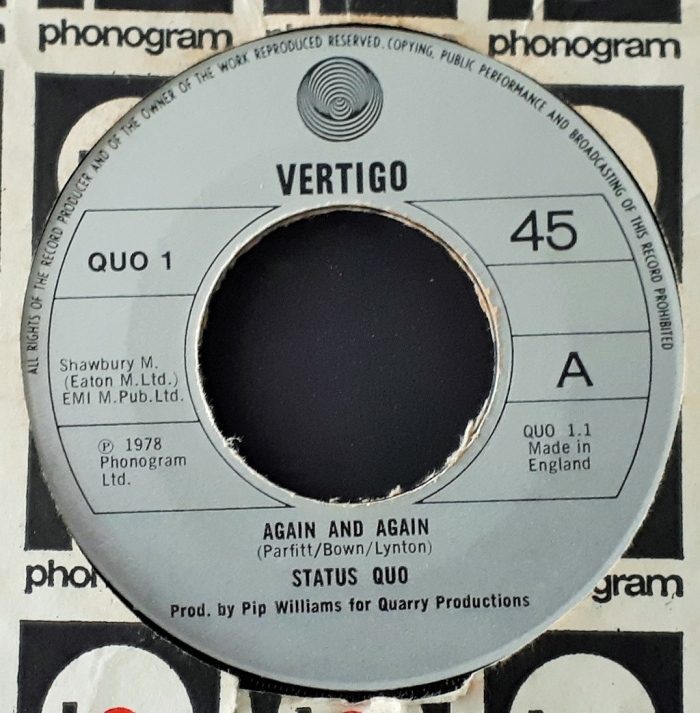 phonogram
phonogram
ALL RIGHTS OF THE RECORD PRODUCER AND OF THE OWNER OF THE WORK REPRODUCED RESERVED. COPYING, PUBLIC PERFORMANCE AND BROADCASTING OF THIS RECORD PROHIBITED
VERTIGO
QUO 1
45
Shawbury M.
(Eaton M.Ltd.)
EMI M.Pub.Ltd.
A
℗ 1978
Phonogram
Ltd.
QUO 1.1
Made in
England
AGAIN AND AGAIN
(Parfitt/Bown/Lynton)
STATUS QUO
Prod. by Pip Williams for Quarry Productions
phon
gram